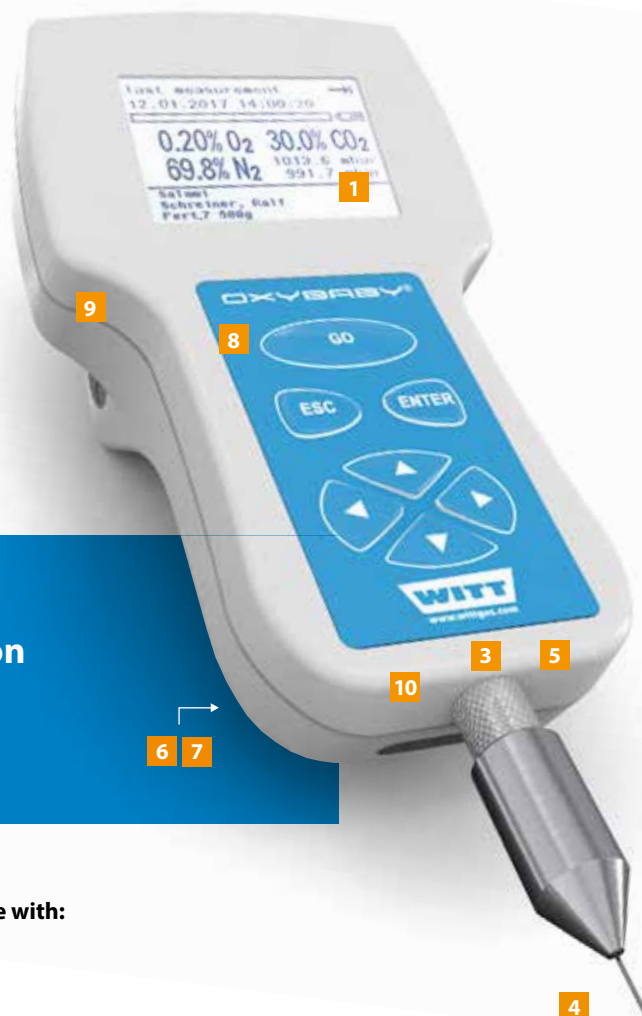 last measurement
12.01.2017 14:00:20
0.20% O2 30.0% CO2
69.8% N2 1013.6 mbar
991.7
1
Salami
Schreiner, Ralf
Pert.7 500g
OXYBABY®
9
8
GO
ESC
ENTER
WITT
www.wittgas.com
on
3
5
10
6 7
e with:
4